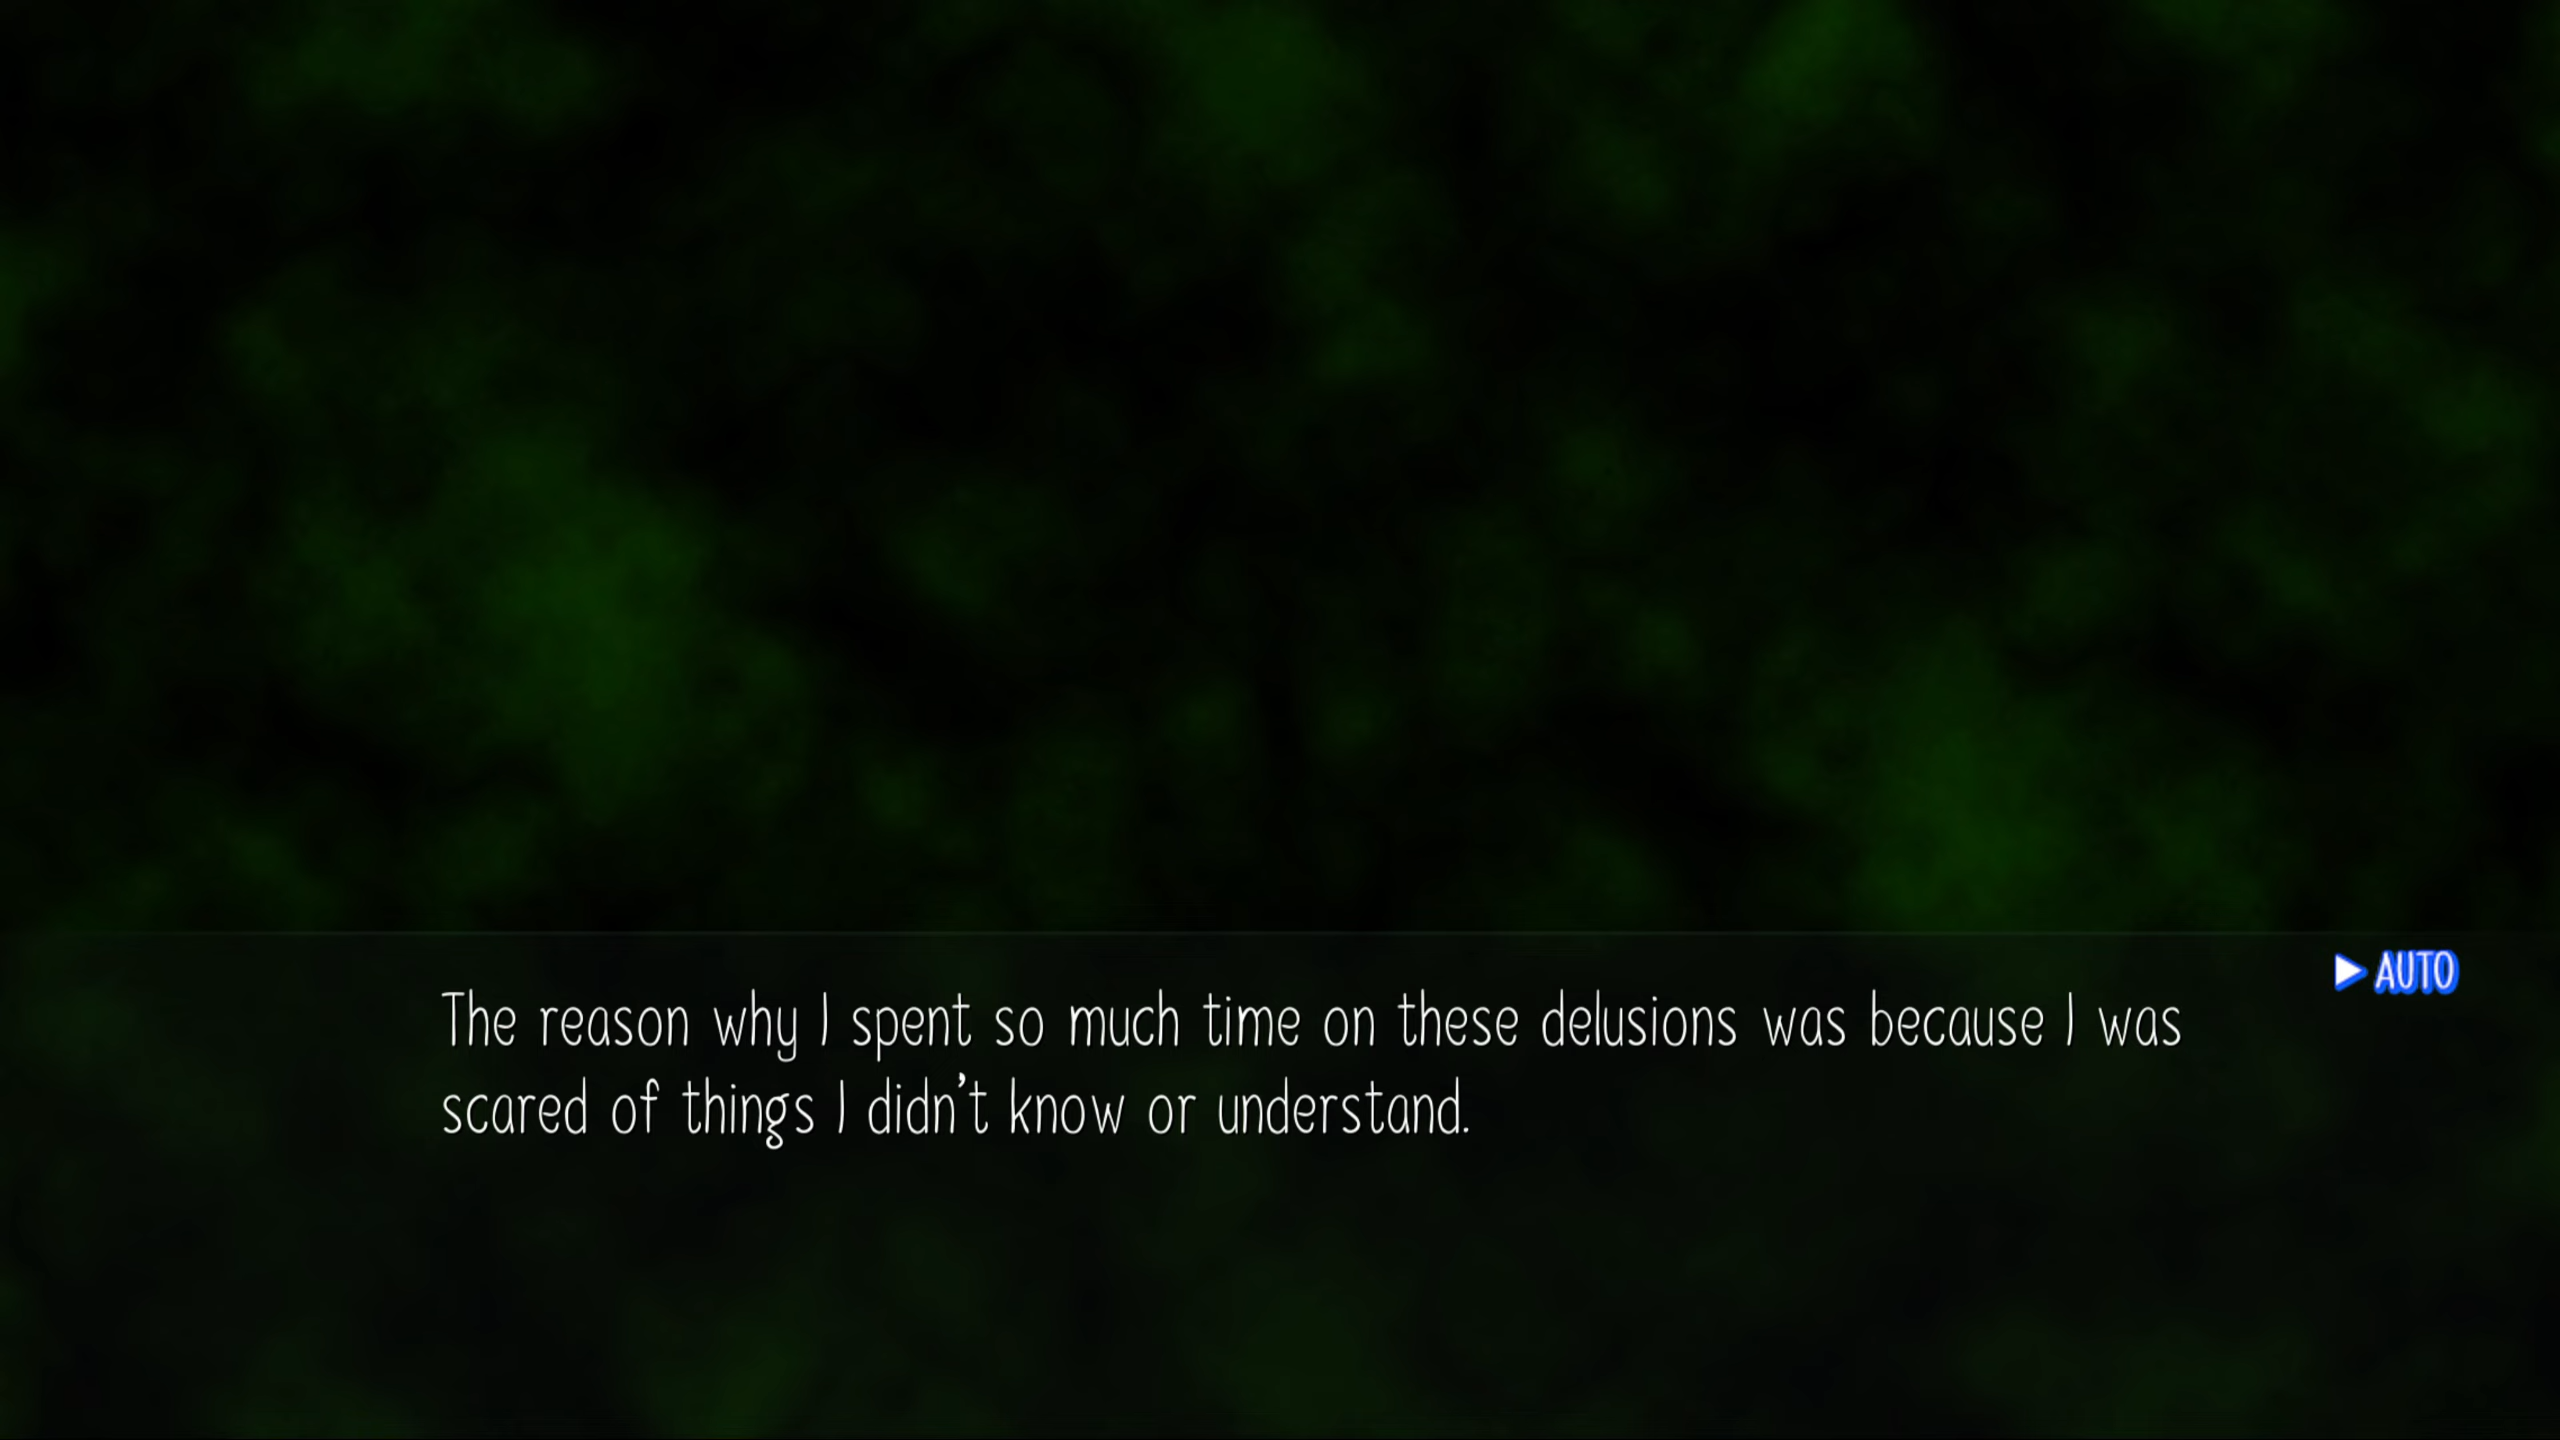 AUTO
The reason why I spent so much time on these delusions was because I was
scared of things I didn't know or understand.